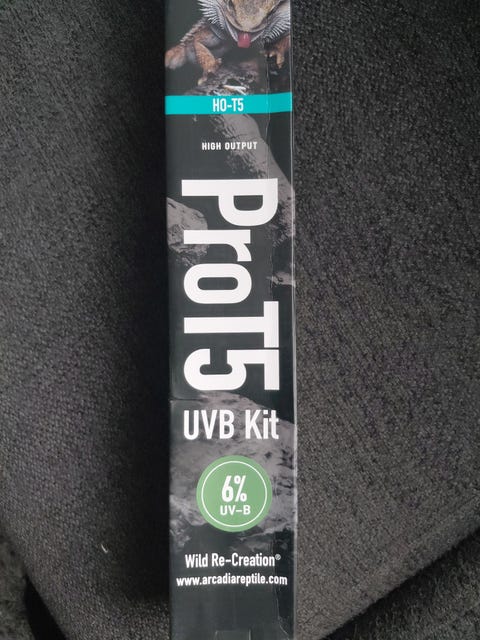 HO-T5
HIGH OUTPUT
ProT5
UVB Kit
6%
UV-B
Wild Re-Creation®
www.arcadiareptile.com